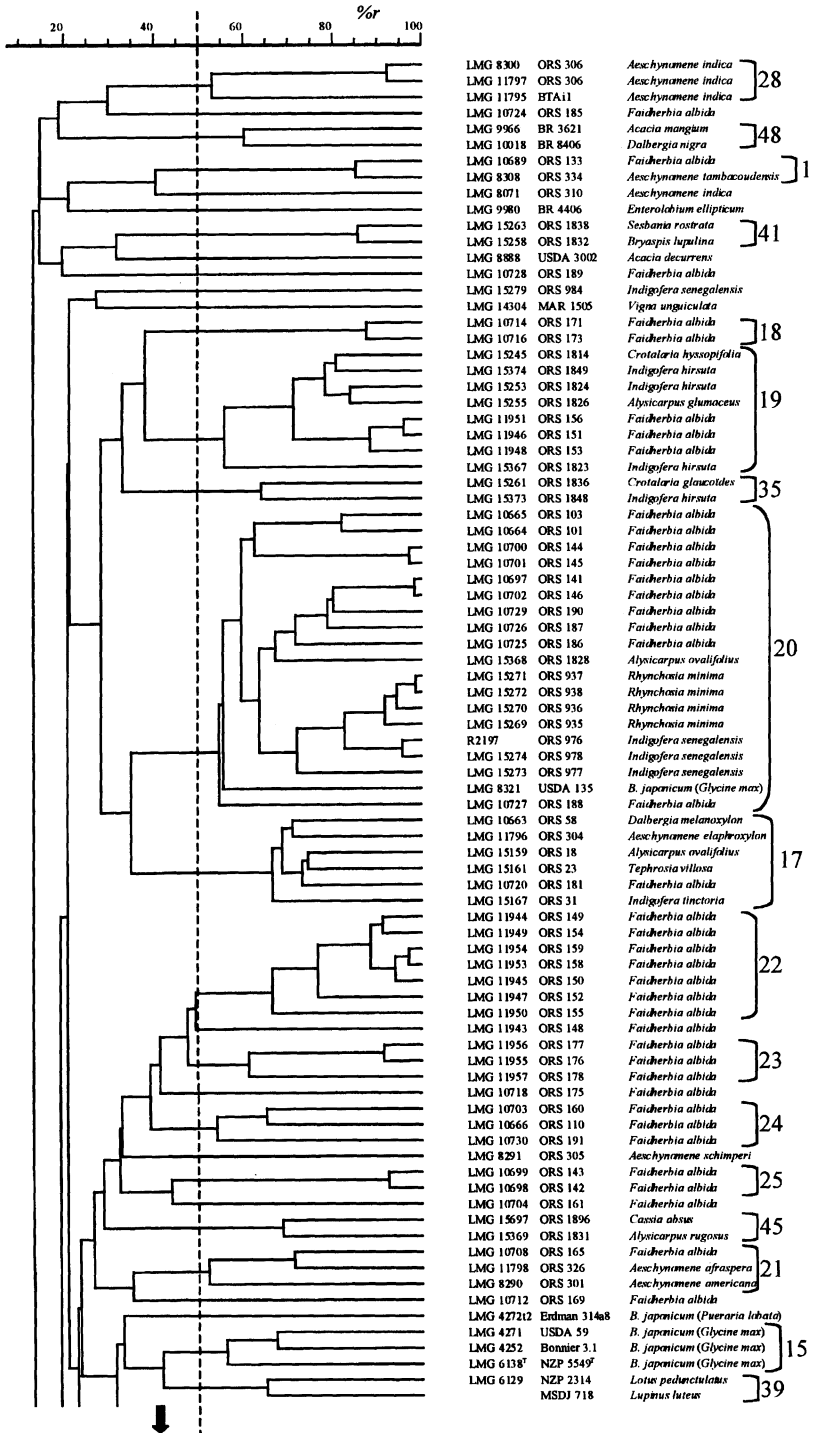 %r
20 40 60 80 100
LMG 8300 ORS 306 Aeschynamene indica
LMG 11797 ORS 306 Aeschynamene indica
28
LMG 11795 BTAi1 Aeschynamene indica
LMG 10724 ORS 185 Faidherbia albida
LMG 9966 BR 3621 Acacia mangium
48
LMG 10018 BR 8406 Dalbergia nigra
LMG 10689 ORS 133 Faidherbia albida
1
LMG 8308 ORS 334 Aeschynamene tambacoudensis
LMG 8071 ORS 310 Aeschynamene indica
LMG 9980 BR 4406 Enterolobium ellipticum
LMG 15263 ORS 1838 Sesbania rostrata
41
LMG 15258 ORS 1832 Bryaspis lupulina
LMG 8888 USDA 3002 Acacia decurrens
LMG 10728 ORS 189 Faidherbia albida
LMG 15279 ORS 984 Indigofera senegalensis
LMG 14304 MAR 1505 Vigna unguiculata
LMG 10714 ORS 171 Faidherbia albida
18
LMG 10716 ORS 173 Faidherbia albida
LMG 15245 ORS 1814 Crotalaria hyssopifolia
LMG 15374 ORS 1849 Indigofera hirsuta
LMG 15253 ORS 1824 Indigofera hirsuta
LMG 15255 ORS 1826 Alysicarpus glumaceus
19
LMG 11951 ORS 156 Faidherbia albida
LMG 11946 ORS 151 Faidherbia albida
LMG 11948 ORS 153 Faidherbia albida
LMG 15367 ORS 1823 Indigofera hirsuta
LMG 15261 ORS 1836 Crotalaria glaucoides
35
LMG 15373 ORS 1848 Indigofera hirsuta
LMG 10665 ORS 103 Faidherbia albida
LMG 10664 ORS 101 Faidherbia albida
LMG 10700 ORS 144 Faidherbia albida
LMG 10701 ORS 145 Faidherbia albida
LMG 10697 ORS 141 Faidherbia albida
LMG 10702 ORS 146 Faidherbia albida
LMG 10729 ORS 190 Faidherbia albida
LMG 10726 ORS 187 Faidherbia albida
LMG 10725 ORS 186 Faidherbia albida
20
LMG 15368 ORS 1828 Alysicarpus ovalifolius
LMG 15271 ORS 937 Rhynchosia minima
LMG 15272 ORS 938 Rhynchosia minima
LMG 15270 ORS 936 Rhynchosia minima
LMG 15269 ORS 935 Rhynchosia minima
R2197 ORS 976 Indigofera senegalensis
LMG 15274 ORS 978 Indigofera senegalensis
LMG 15273 ORS 977 Indigofera senegalensis
LMG 8321 USDA 135 B. japanicum (Glycine max)
LMG 10727 ORS 188 Faidherbia albida
LMG 10663 ORS 58 Dalbergia melanoxylon
LMG 11796 ORS 304 Aeschynamene elaphroxylon
LMG 15159 ORS 18 Alysicarpus ovalifolius
17
LMG 15161 ORS 23 Tephrosia villosa
LMG 10720 ORS 181 Faidherbia albida
LMG 15167 ORS 31 Indigofera tinctoria
LMG 11944 ORS 149 Faidherbia albida
LMG 11949 ORS 154 Faidherbia albida
LMG 11954 ORS 159 Faidherbia albida
22
LMG 11953 ORS 158 Faidherbia albida
LMG 11945 ORS 150 Faidherbia albida
LMG 11947 ORS 152 Faidherbia albida
LMG 11950 ORS 155 Faidherbia albida
LMG 11943 ORS 148 Faidherbia albida
LMG 11956 ORS 177 Faidherbia albida
LMG 11955 ORS 176 Faidherbia albida
23
LMG 11957 ORS 178 Faidherbia albida
LMG 10718 ORS 175 Faidherbia albida
LMG 10703 ORS 160 Faidherbia albida
LMG 10666 ORS 110 Faidherbia albida
24
LMG 10730 ORS 191 Faidherbia albida
LMG 8291 ORS 305 Aeschynamene schimperi
LMG 10699 ORS 143 Faidherbia albida
25
LMG 10698 ORS 142 Faidherbia albida
LMG 10704 ORS 161 Faidherbia albida
LMG 15697 ORS 1896 Cassia absus
45
LMG 15369 ORS 1831 Alysicarpus rugosus
LMG 10708 ORS 165 Faidherbia albida
LMG 11798 ORS 326 Aeschynamene afraspera
21
LMG 8290 ORS 301 Aeschynamene americana
LMG 10712 ORS 169 Faidherbia albida
LMG 4272t2 Erdman 314a8 B. japanicum (Pueraria lobata)
LMG 4271 USDA 59 B. japanicum (Glycine max)
LMG 4252 Bonnier 3.1 B. japanicum (Glycine max)
15
LMG 6138T NZP 5549T B. japanicum (Glycine max)
LMG 6129 NZP 2314 Lotus pedunctulatus
39
MSDJ 718 Lupinus luteus